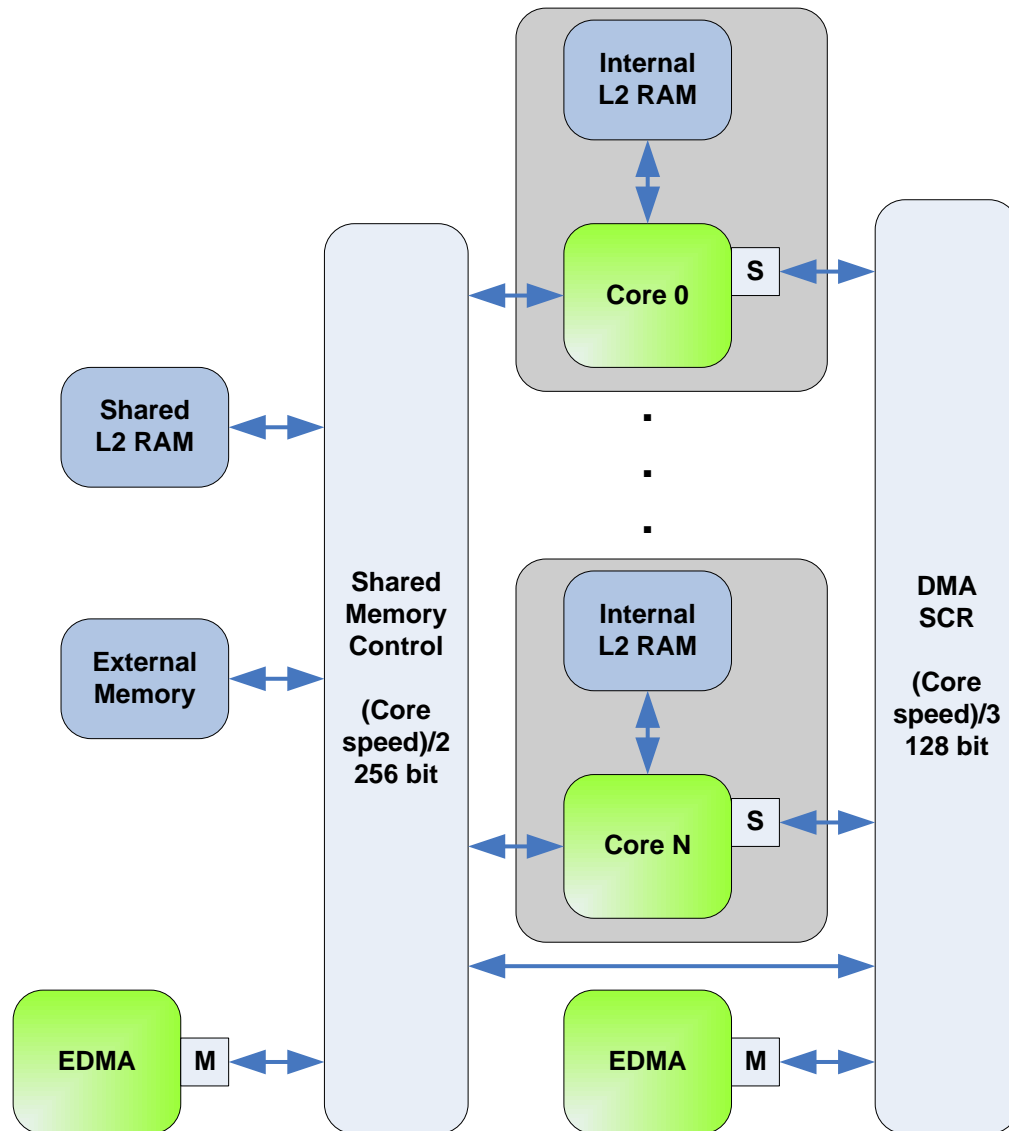 Internal
L2 RAM
Core 0
S
Shared
L2 RAM
.
.
.
Shared
Memory
Control
(Core
speed)/2
256 bit
Internal
L2 RAM
DMA
SCR
(Core
speed)/3
128 bit
External
Memory
Core N
S
EDMA
M
EDMA
M